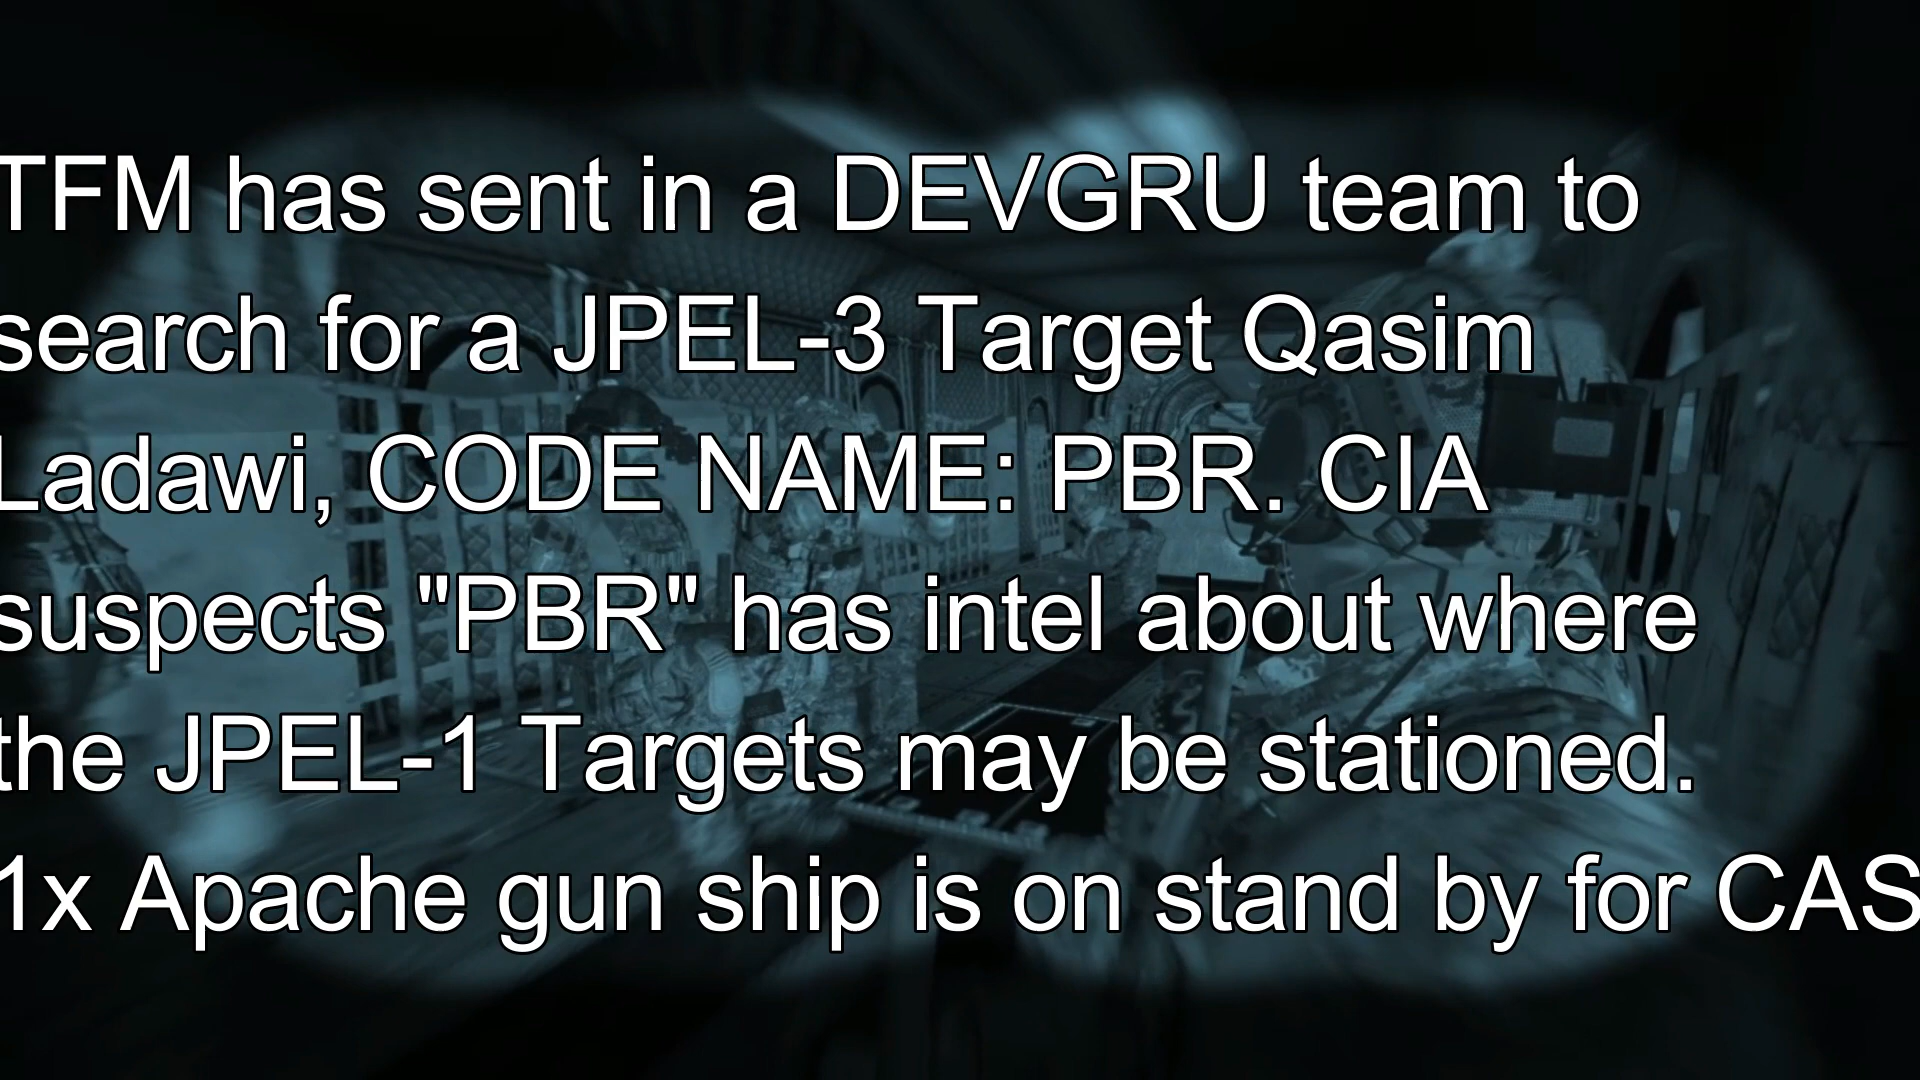 TFM has sent in a DEVGRU team to
search for a JPEL-3 Target Qasim
Ladawi, CODE NAME: PBR. CIA
suspects "PBR" has intel about where
the JPEL-1 Targets may be stationed.
1x Apache gun ship is on stand by for CAS